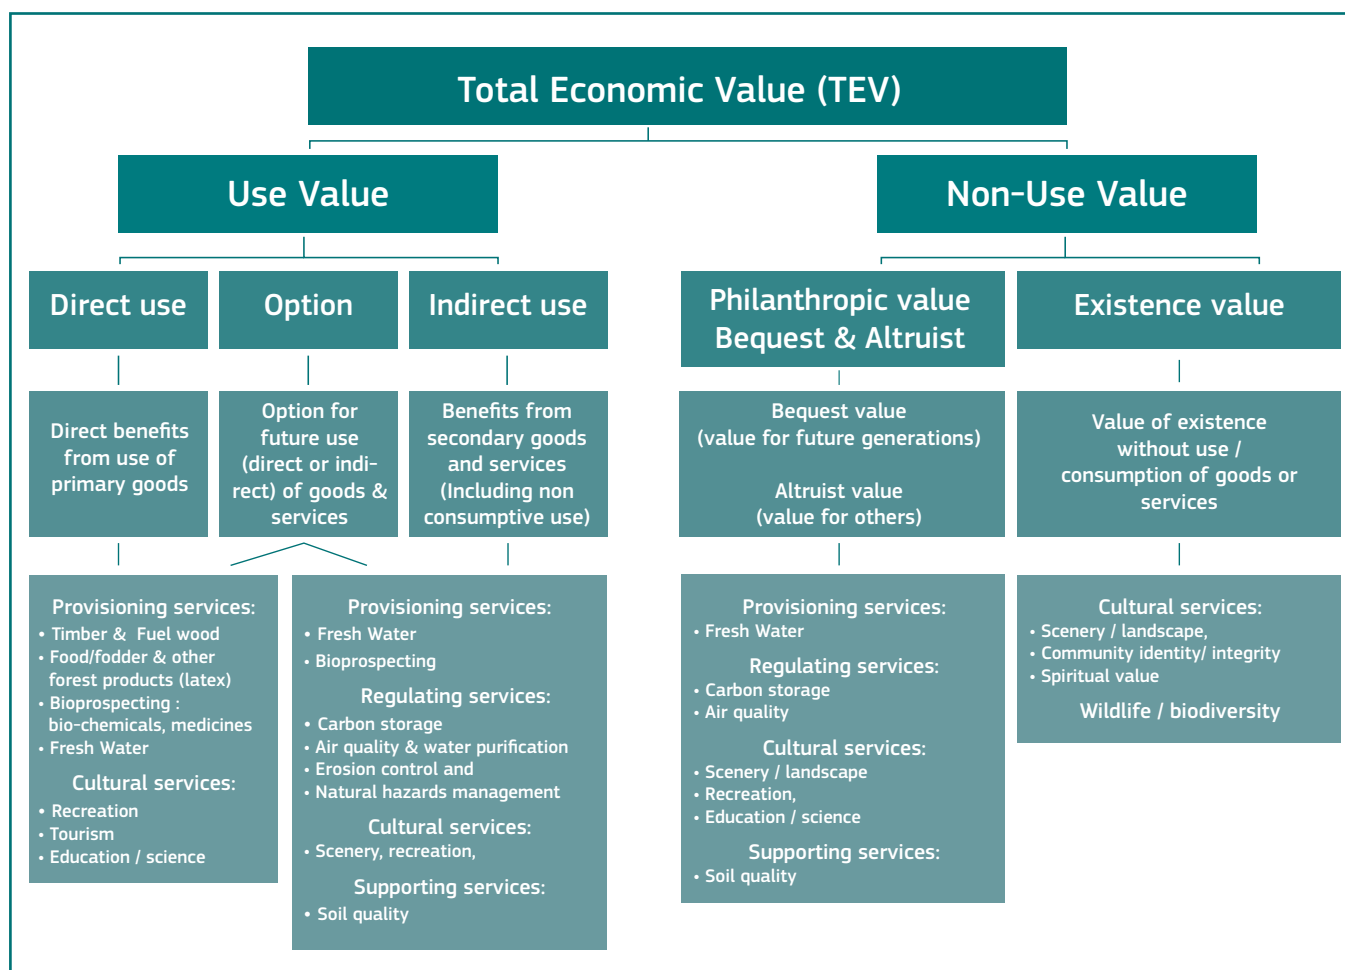 Total Economic Value (TEV)
Use Value
Non-Use Value
Direct use
Option
Indirect use
Philanthropic value
Bequest & Altruist
Existence value
Direct benefits
from use of
primary goods
Option for
future use
(direct or indi-
rect) of goods &
services
Benefits from
secondary goods
and services
(Including non
consumptive use)
Bequest value
(value for future generations)
Altruist value
(value for others)
Value of existence
without use /
consumption of goods or
services
Provisioning services:
• Timber & Fuel wood
• Food/fodder & other
forest products (latex)
• Bioprospecting :
bio-chemicals, medicines
• Fresh Water
Cultural services:
• Recreation
• Tourism
• Education / science
Provisioning services:
• Fresh Water
• Bioprospecting
Regulating services:
• Carbon storage
• Air quality & water purification
• Erosion control and
• Natural hazards management
Cultural services:
• Scenery, recreation,
Supporting services:
• Soil quality
Provisioning services:
• Fresh Water
Regulating services:
• Carbon storage
• Air quality
Cultural services:
• Scenery / landscape
• Recreation,
• Education / science
Supporting services:
• Soil quality
Cultural services:
• Scenery / landscape,
• Community identity/ integrity
• Spiritual value
Wildlife / biodiversity